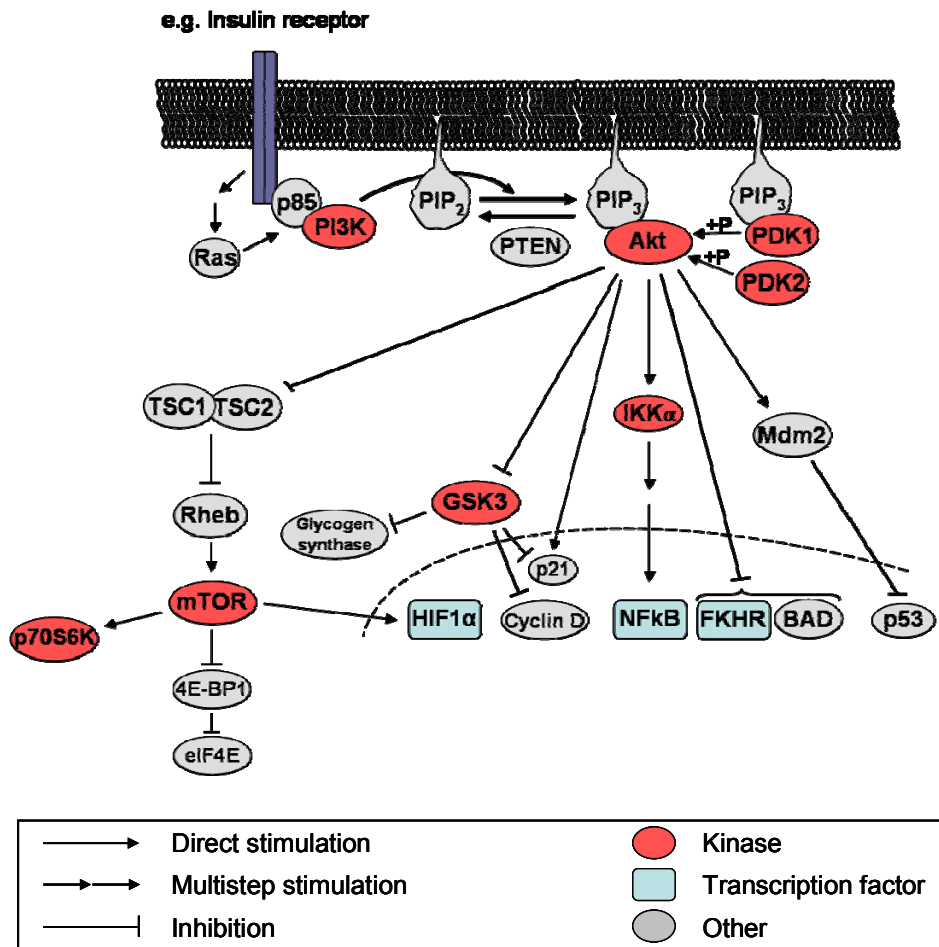 e.g. Insulin receptor
p85
PI3K
Ras
PIP2
PTEN
PIP3
Akt
+P
+P
PIP3
PDK1
PDK2
TSC1
TSC2
IKKα
Mdm2
Rheb
GSK3
Glycogen
synthase
p21
mTOR
p70S6K
HIF1α
Cyclin D
NFkB
FKHR
BAD
p53
4E-BP1
eIF4E
Direct stimulation
Multistep stimulation
Inhibition
Kinase
Transcription factor
Other